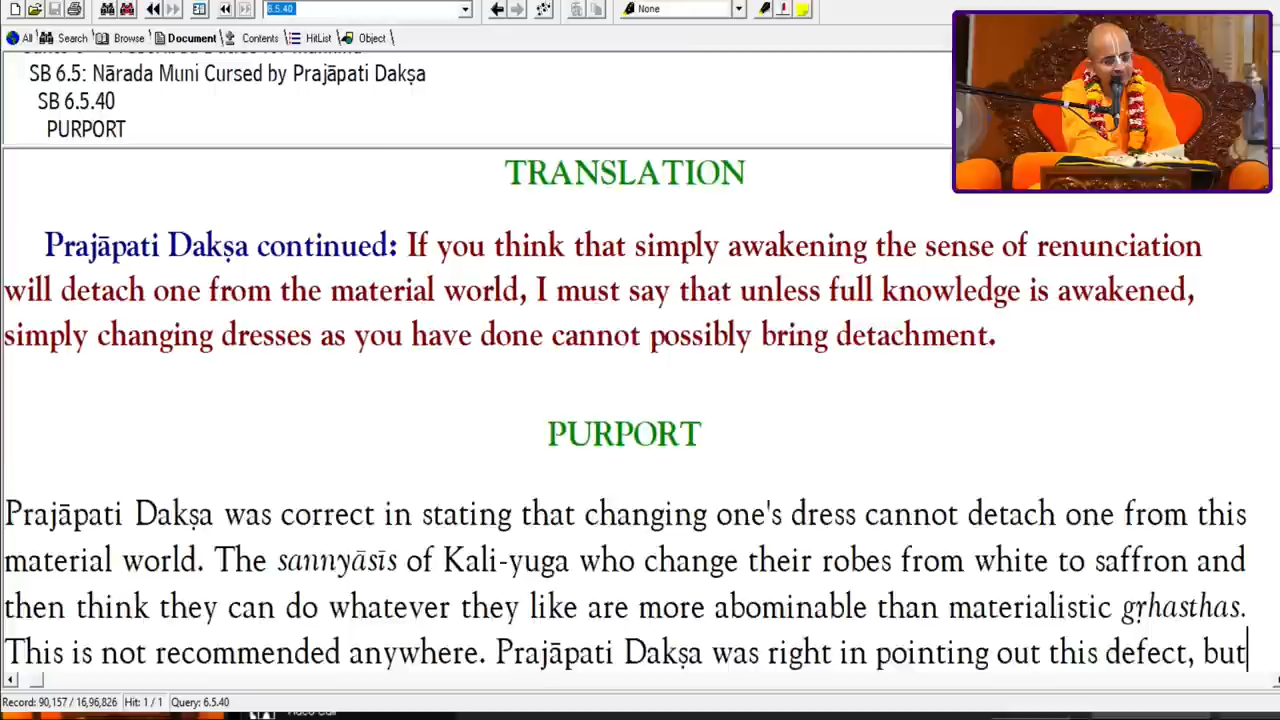 6.5.40
None
All Search Browse Document Contents HitList Object
SB 6.5: Nārada Muni Cursed by Prajāpati Dakṣa
SB 6.5.40
PURPORT
TRANSLATION
Prajāpati Dakṣa continued: If you think that simply awakening the sense of renunciation
will detach one from the material world, I must say that unless full knowledge is awakened,
simply changing dresses as you have done cannot possibly bring detachment.
PURPORT
Prajāpati Dakṣa was correct in stating that changing one's dress cannot detach one from this
material world. The sannyāsīs of Kali-yuga who change their robes from white to saffron and
then think they can do whatever they like are more abominable than materialistic gṛhasthas.
This is not recommended anywhere. Prajāpati Dakṣa was right in pointing out this defect, but
Record: 90,157 / 16,96,826 Hit: 1 / 1 Query: 6.5.40